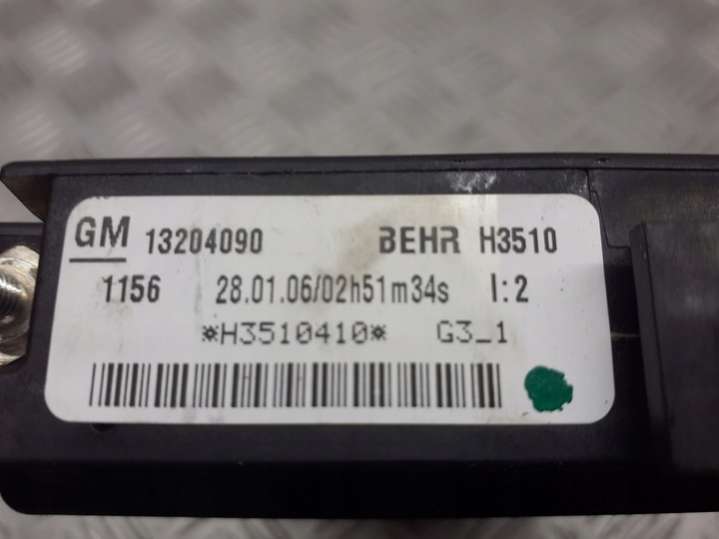 GM 13204090 BEHR H3510
1156 28.01.06/02h51m34s I:2
*H3510410* G3_1